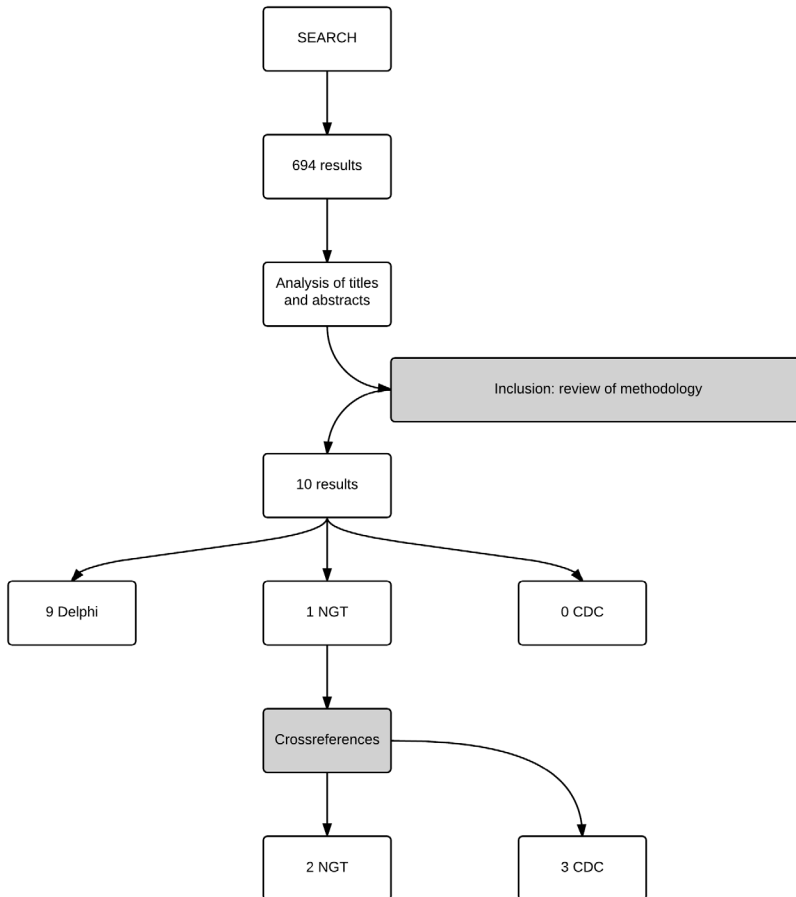 SEARCH
694 results
Analysis of titles
and abstracts
Inclusion: review of methodology
10 results
9 Delphi
1 NGT
0 CDC
Crossreferences
2 NGT
3 CDC